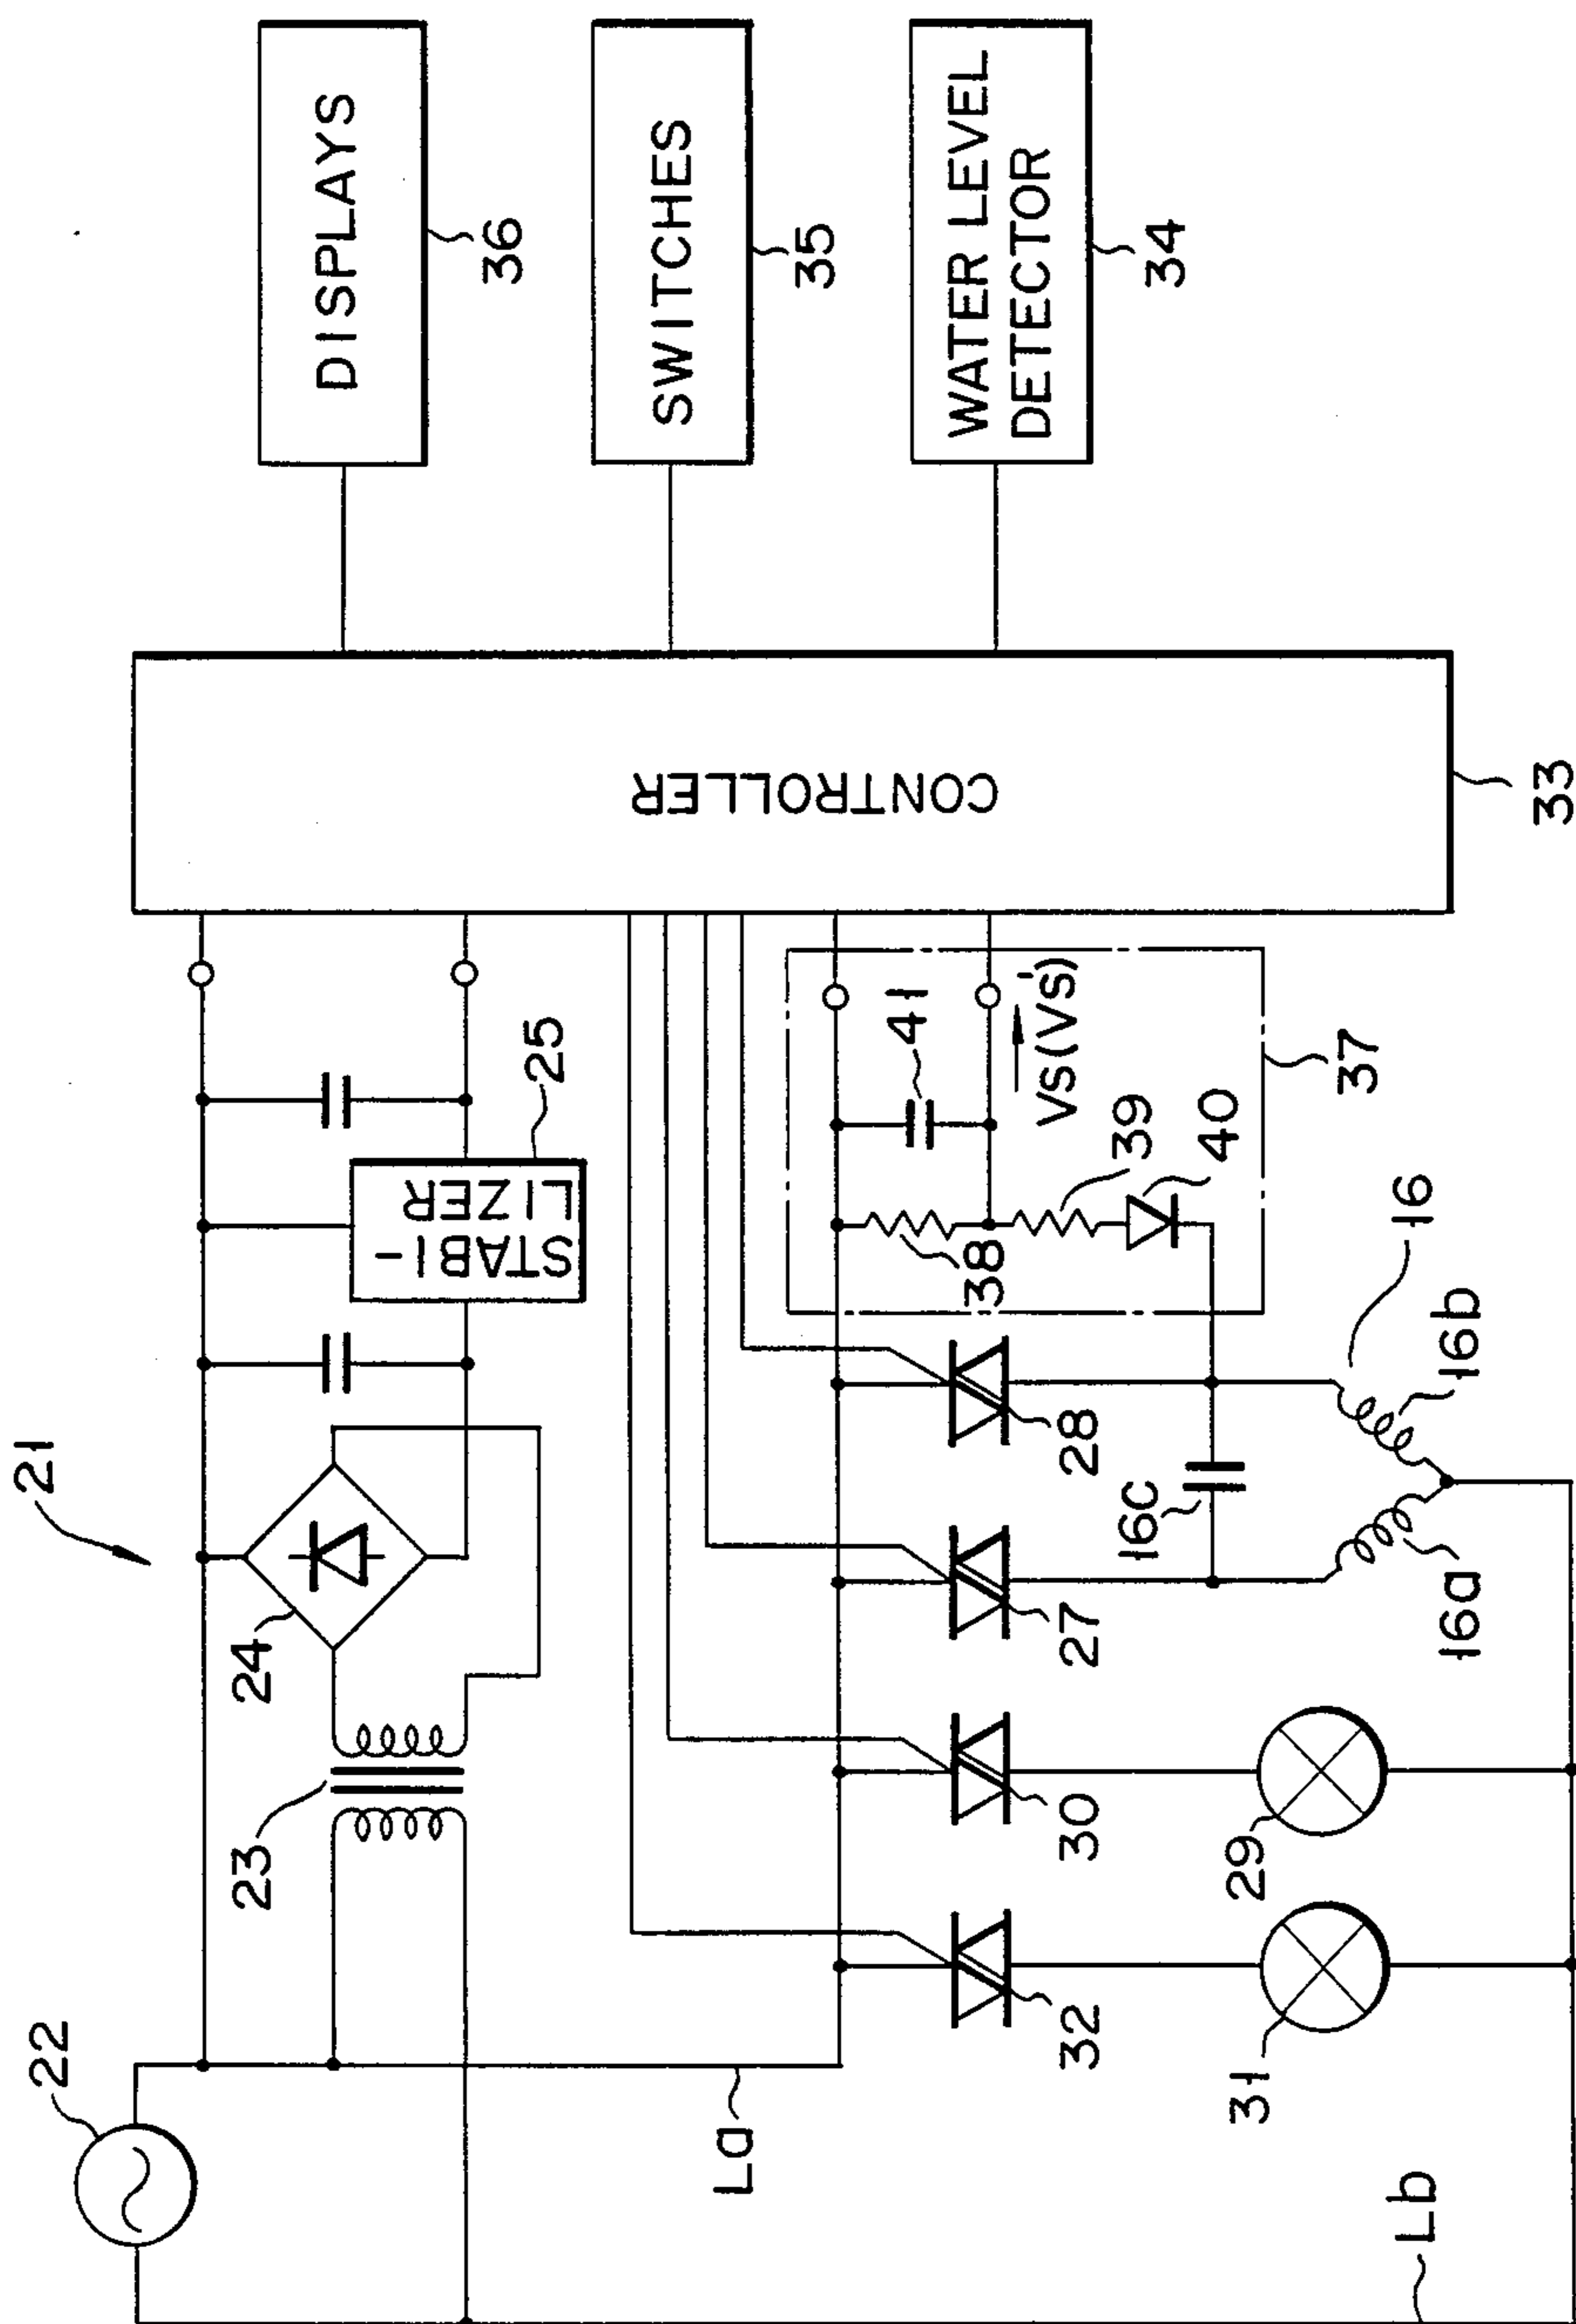 DISPLAYS
36
SWITCHES
35
WATER LEVEL
DETECTOR
34
CONTROLLER
33
21
22
23
24
25
STABI-
LIZER
41
VS(VS')
37
38
39
40
28
27
30
32
16
16b
16C
16a
29
31
La
Lb